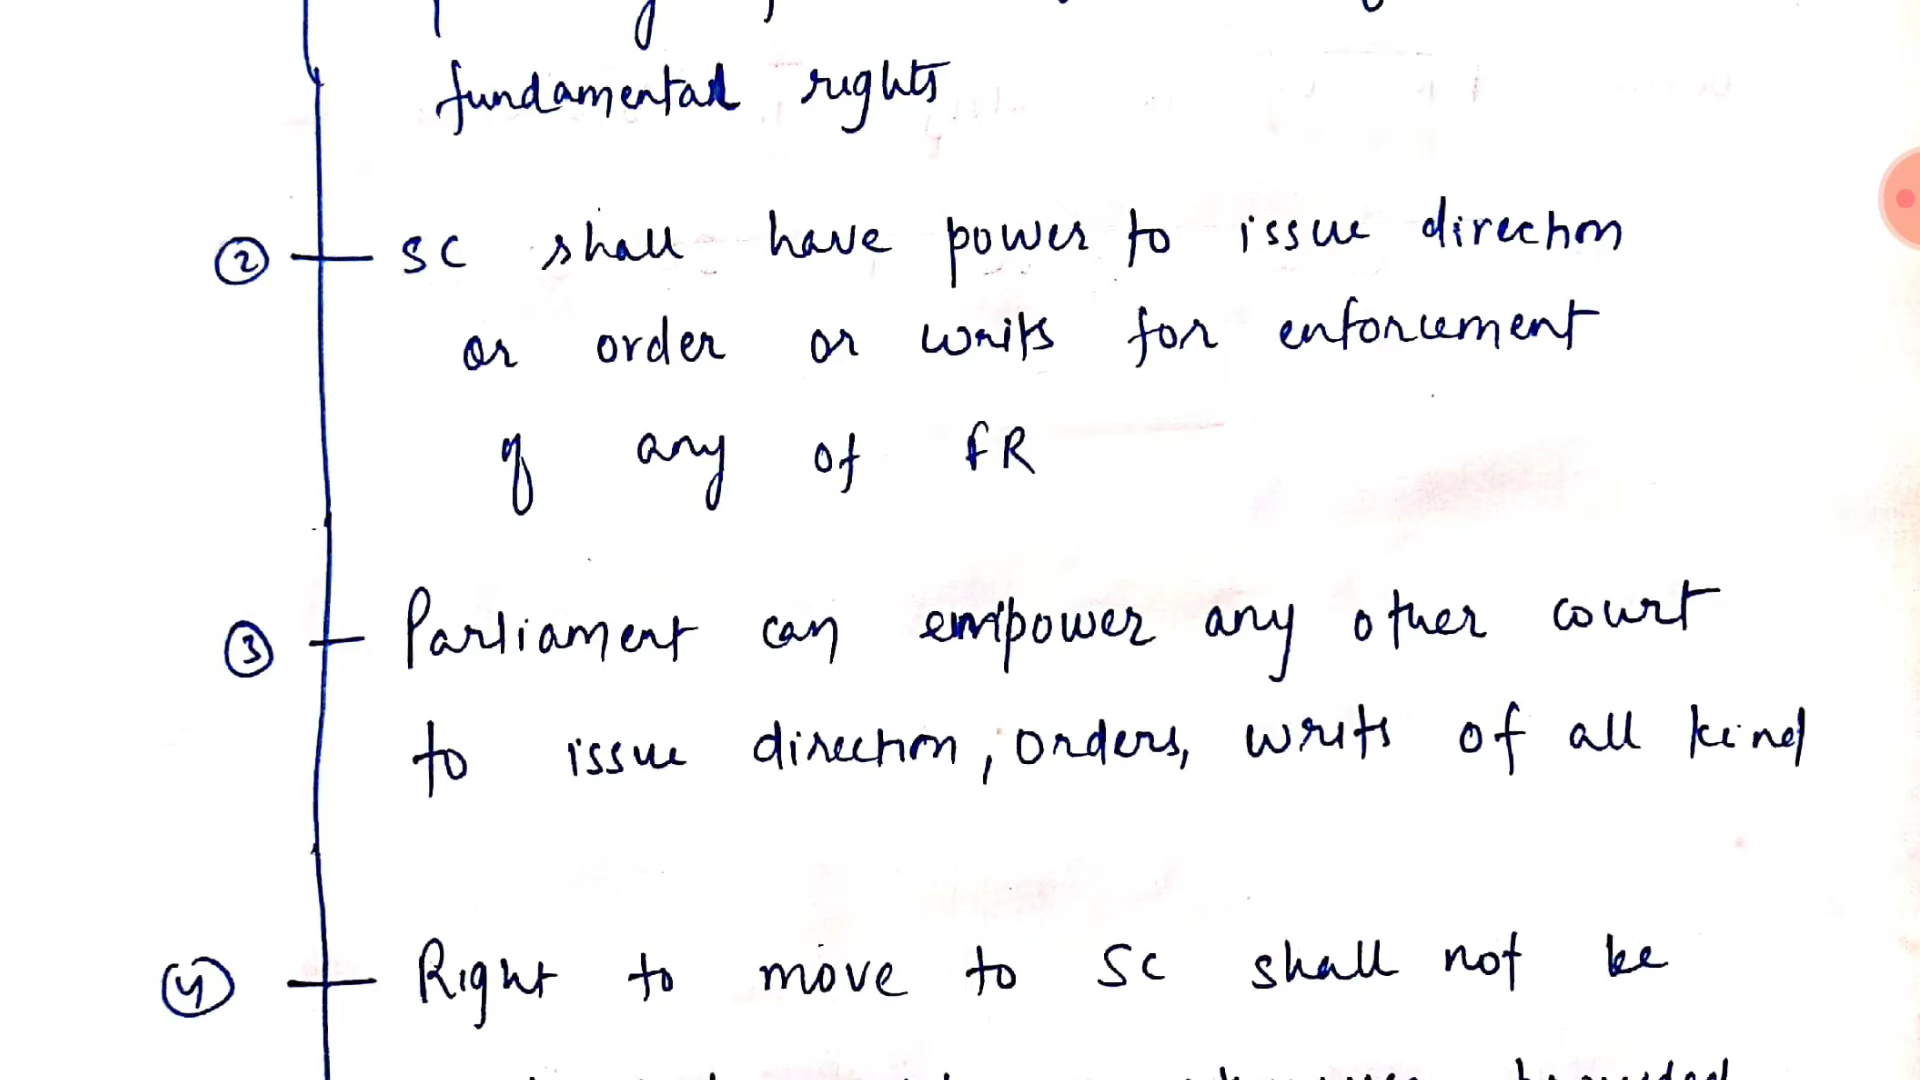 fundamental rights
② SC shall have power to issue direction
or order or writs for enforcement
of any of FR
③ Parliament can empower any other court
to issue direction, orders, writs of all kind
④ Right to move to SC shall not be